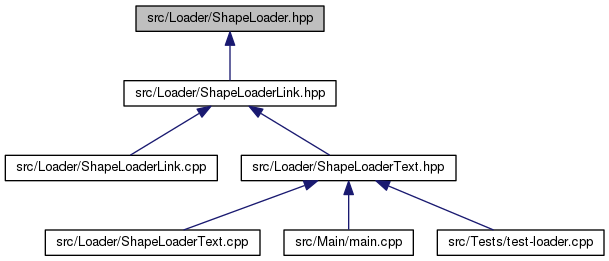 src/Loader/ShapeLoader.hpp
src/Loader/ShapeLoaderLink.hpp
src/Loader/ShapeLoaderLink.cpp
src/Loader/ShapeLoaderText.hpp
src/Loader/ShapeLoaderText.cpp
src/Main/main.cpp
src/Tests/test-loader.cpp